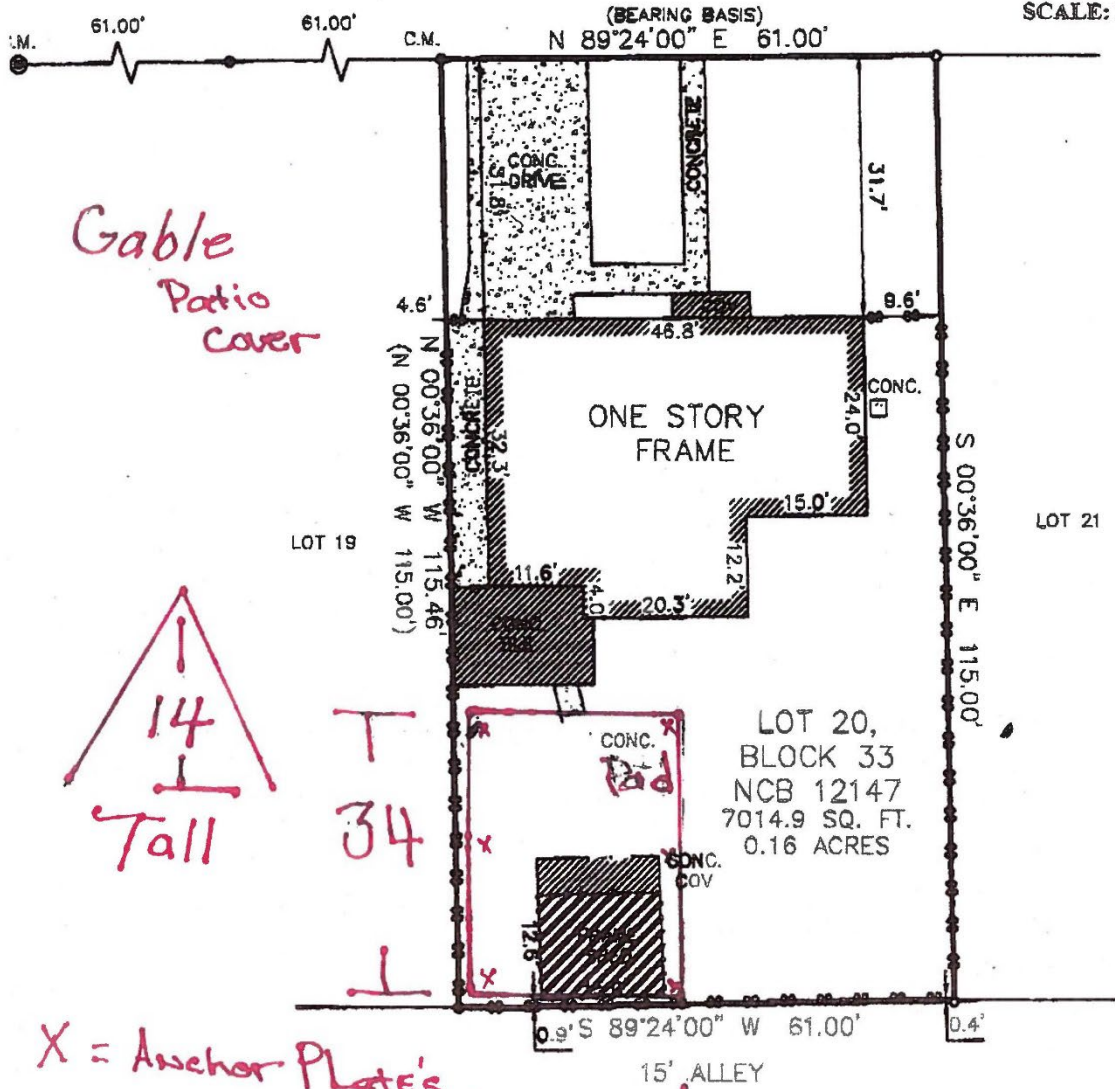 (BEARING BASIS)
SCALE:
61.00'
61.00'
C.M.
N 89°24'00" E 61.00'
CONC.
DRIVE
31.8'
CONCRETE
31.7'
Gable
Patio
Cover
4.6'
9.6'
46.8'
N 00°36'00" W 115.46'
(N 00°36'00" W 115.00')
CONCRETE
32.3'
ONE STORY
FRAME
24.0'
CONC.
S 00°36'00" E 115.00'
LOT 19
LOT 21
15.0'
12.2'
11.6'
4.0'
20.3'
14
Tall
34
CONC.
Pad
LOT 20,
BLOCK 33
NCB 12147
7014.9 SQ. FT.
0.16 ACRES
X
X
X
X
X
X
CONC.
COV
12.6'
0.9'
S 89°24'00" W 61.00'
0.4'
X = Anchor Plate's
15' ALLEY